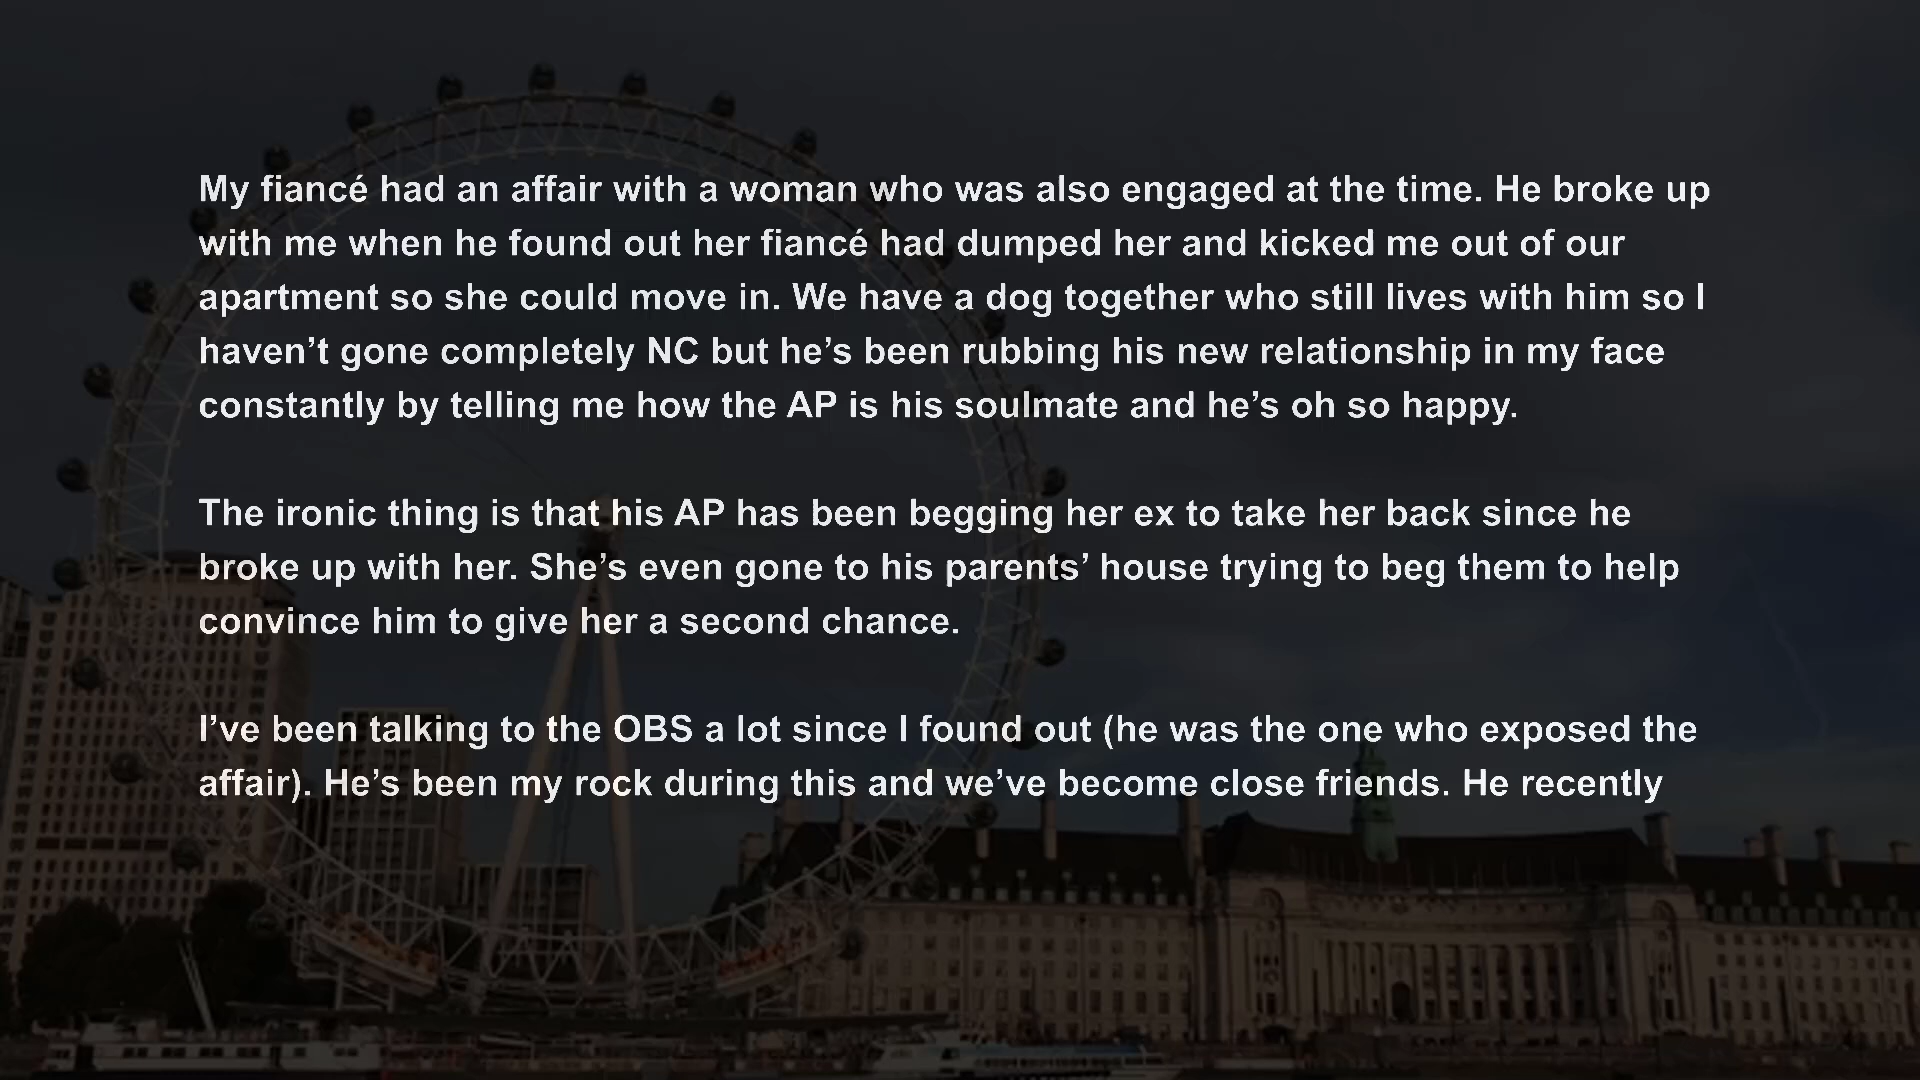 My fiancé had an affair with a woman who was also engaged at the time. He broke up
with me when he found out her fiancé had dumped her and kicked me out of our
apartment so she could move in. We have a dog together who still lives with him so I
haven’t gone completely NC but he’s been rubbing his new relationship in my face
constantly by telling me how the AP is his soulmate and he’s oh so happy.
The ironic thing is that his AP has been begging her ex to take her back since he
broke up with her. She’s even gone to his parents’ house trying to beg them to help
convince him to give her a second chance.
I’ve been talking to the OBS a lot since I found out (he was the one who exposed the
affair). He’s been my rock during this and we’ve become close friends. He recently